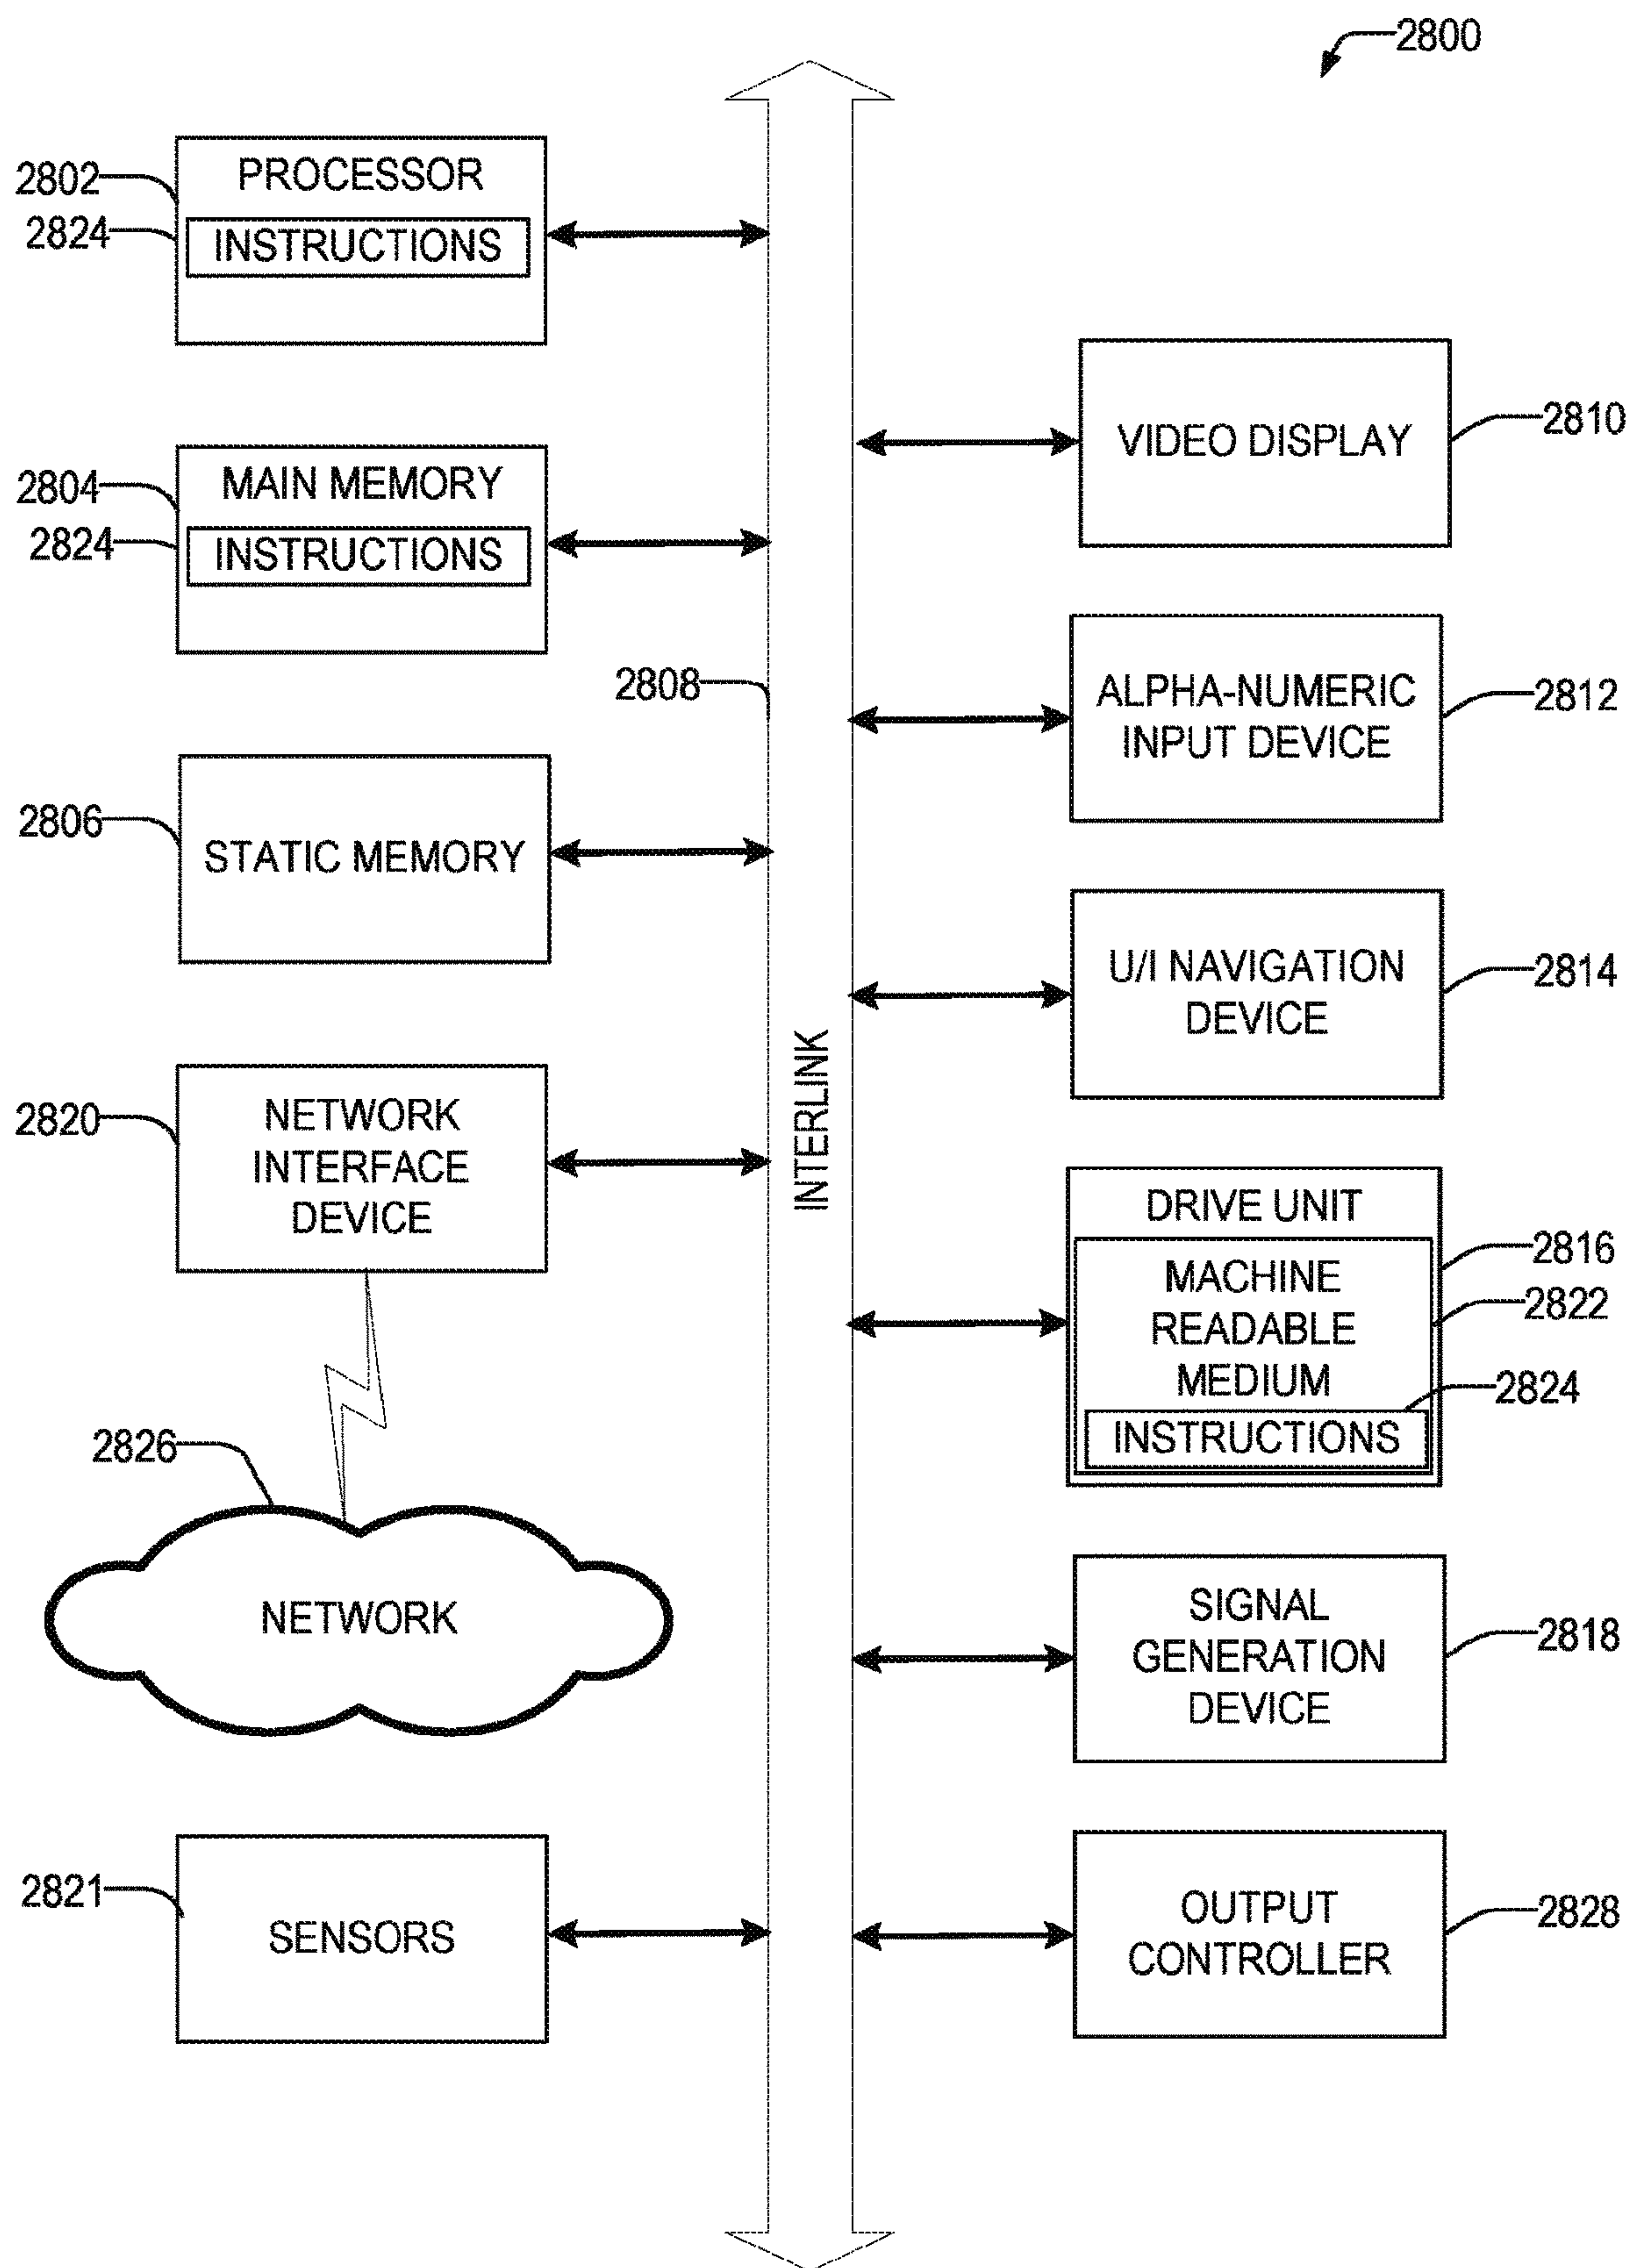 2800
2802
PROCESSOR
2824
INSTRUCTIONS
2804
MAIN MEMORY
2824
INSTRUCTIONS
2806
STATIC MEMORY
2820
NETWORK
INTERFACE
DEVICE
2826
NETWORK
2821
SENSORS
2808
INTERLINK
VIDEO DISPLAY
2810
ALPHA-NUMERIC
INPUT DEVICE
2812
U/I NAVIGATION
DEVICE
2814
DRIVE UNIT
2816
MACHINE
READABLE
MEDIUM
2822
2824
INSTRUCTIONS
SIGNAL
GENERATION
DEVICE
2818
OUTPUT
CONTROLLER
2828